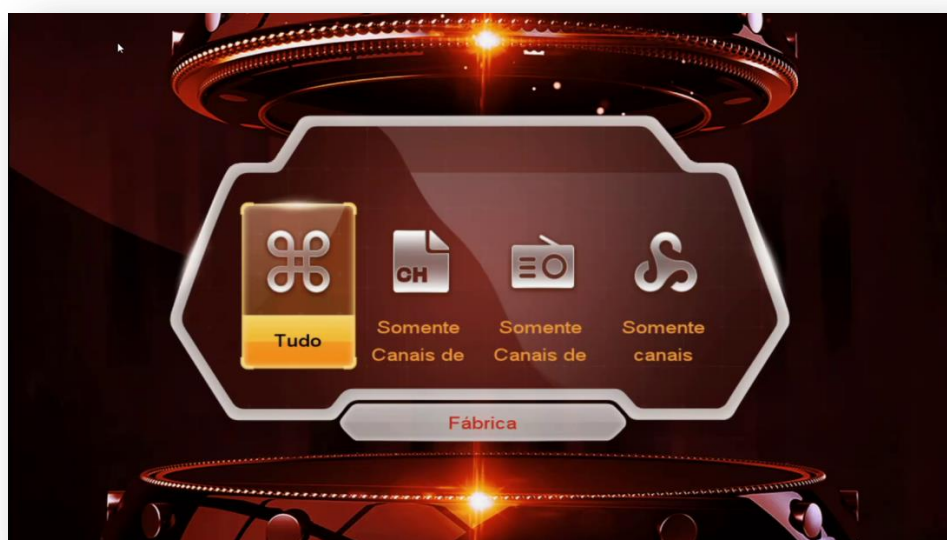 CH
Tudo
Somente
Canais de
Somente
Canais de
Somente
canais
Fábrica